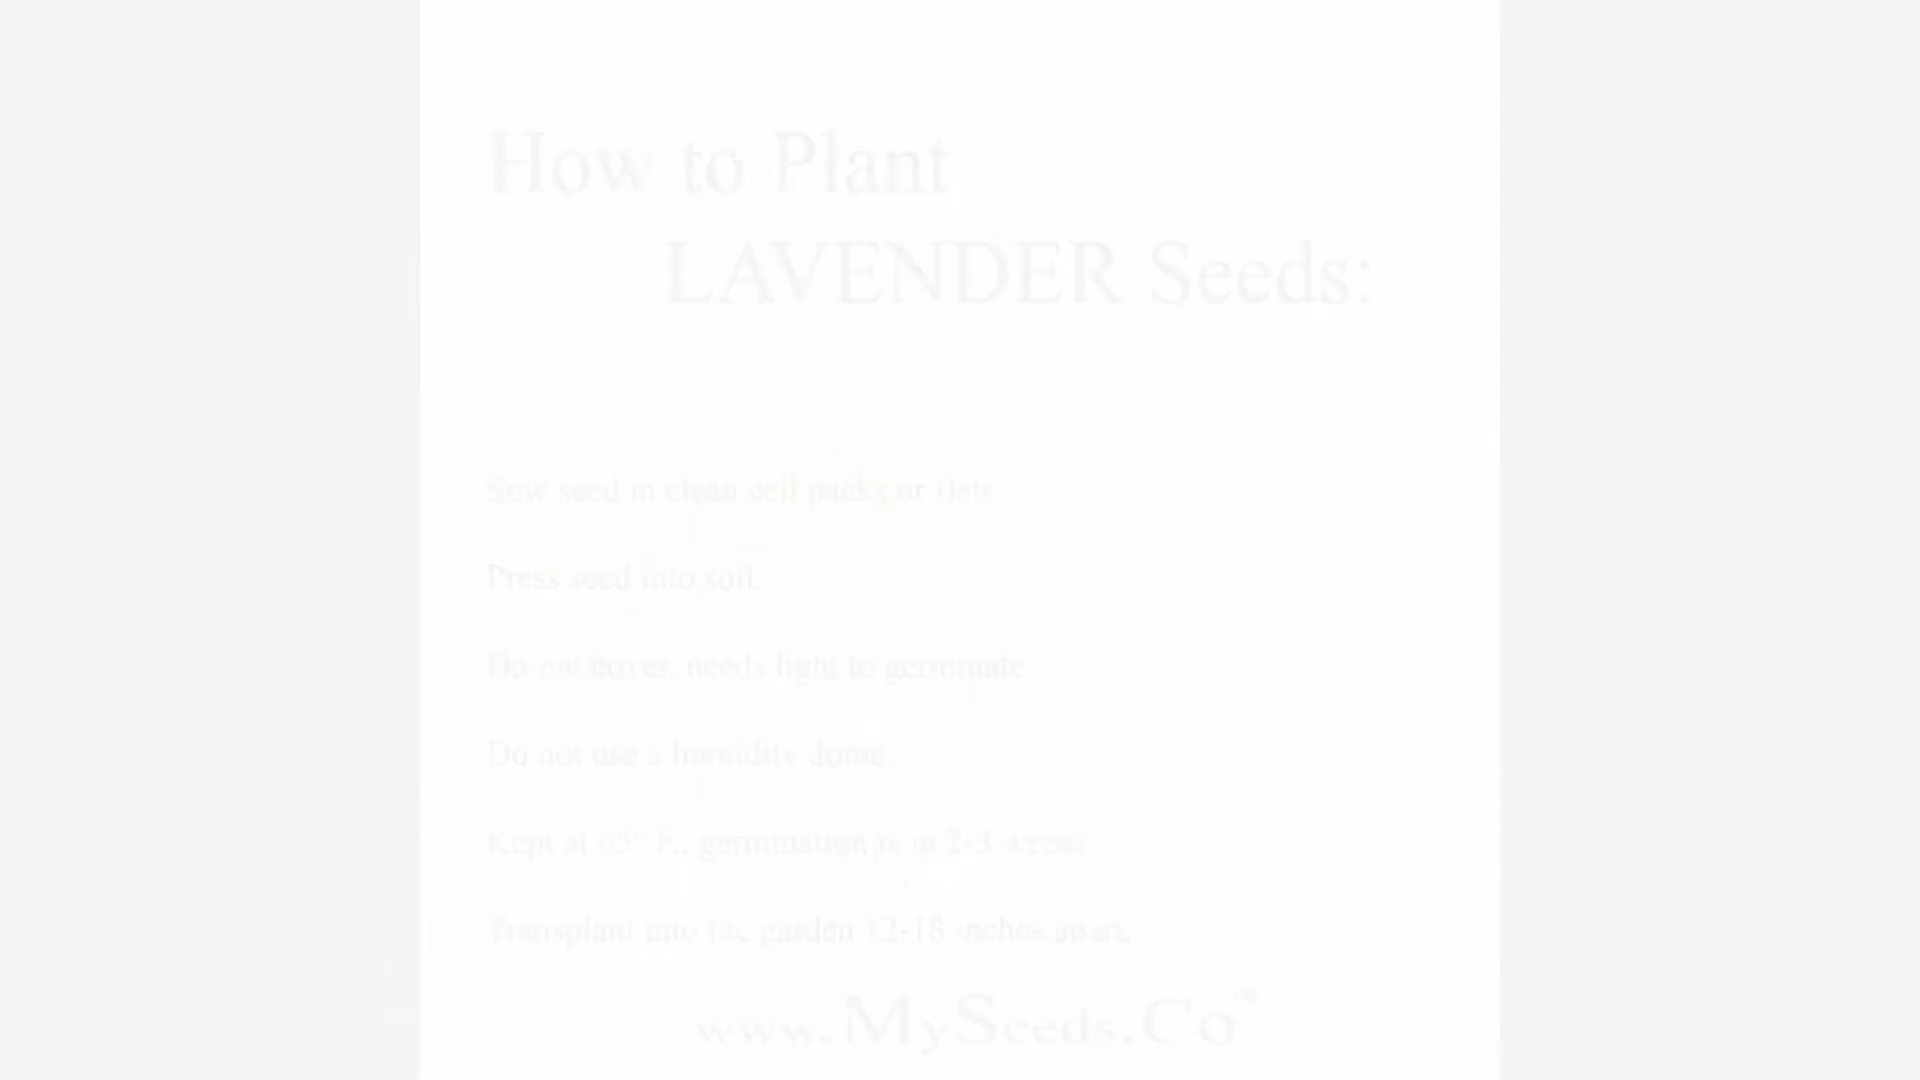 How to Plant
LAVENDER Seeds:
Sow seed in clean cell packs or flats
Press seed into soil.
Do not cover, needs light to germinate
Do not use a humidity dome
Kept at 65° F., germination is in 2-3 weeks
Transplant into the garden 12-18 inches apart.
www.MySeeds.Co™